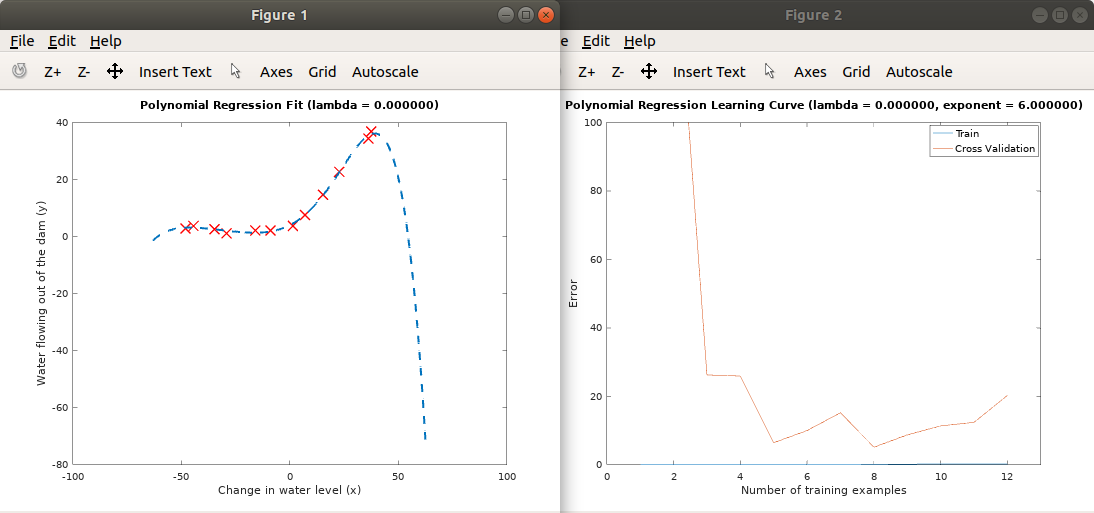 Figure 1
File Edit Help
Z+ Z- Insert Text Axes Grid Autoscale
Polynomial Regression Fit (lambda = 0.000000)
40
20
0
-20
-40
-60
-80
-100 -50 0 50 100
Water flowing out of the dam (y)
Change in water level (x)
Figure 2
e Edit Help
Z+ Z- Insert Text Axes Grid Autoscale
Polynomial Regression Learning Curve (lambda = 0.000000, exponent = 6.000000)
Train
Cross Validation
100
80
60
40
20
0
0 2 4 6 8 10 12
Error
Number of training examples